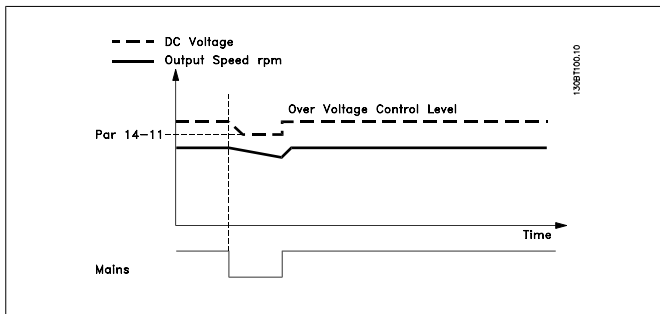 DC Voltage
Output Speed rpm
130BT100.10
Over Voltage Control Level
Par 14-11
Time
Mains